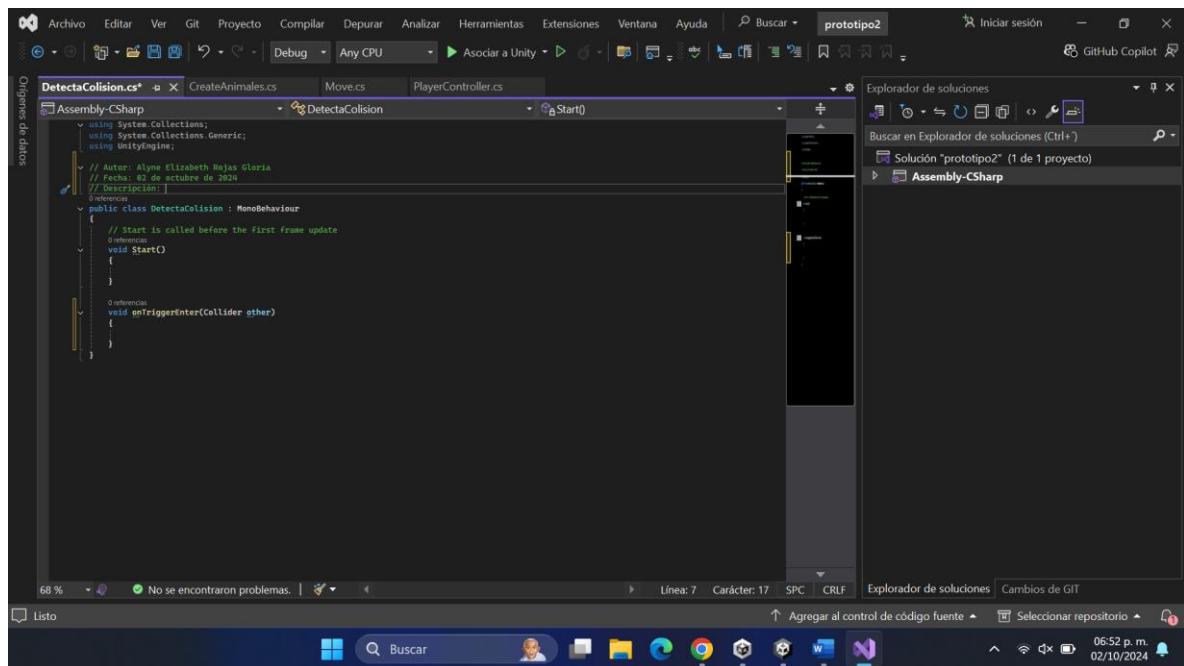 Archivo Editar Ver Git Proyecto Compilar Depurar Analizar Herramientas Extensiones Ventana Ayuda Buscar prototipo2 Iniciar sesión
Debug Any CPU Asociar a Unity GitHub Copilot
Orígenes de datos
DetectaColision.cs* CreateAnimales.cs Move.cs PlayerController.cs
Assembly-CSharp DetectaColision Start()
using System.Collections;
using System.Collections.Generic;
using UnityEngine;
// Autor: Alyne Elizabeth Rojas Gloria
// Fecha: 02 de octubre de 2024
// Descripción:
0 referencias
public class DetectaColision : MonoBehaviour
{
// Start is called before the first frame update
0 referencias
void Start()
{
}
0 referencias
void onTriggerEnter(Collider other)
{
}
}
Explorador de soluciones
Buscar en Explorador de soluciones (Ctrl+´)
Solución "prototipo2" (1 de 1 proyecto)
Assembly-CSharp
68 % No se encontraron problemas. Línea: 7 Carácter: 17 SPC CRLF
Explorador de soluciones Cambios de GIT
Listo Agregar al control de código fuente Seleccionar repositorio 1
Buscar
06:52 p. m.
02/10/2024